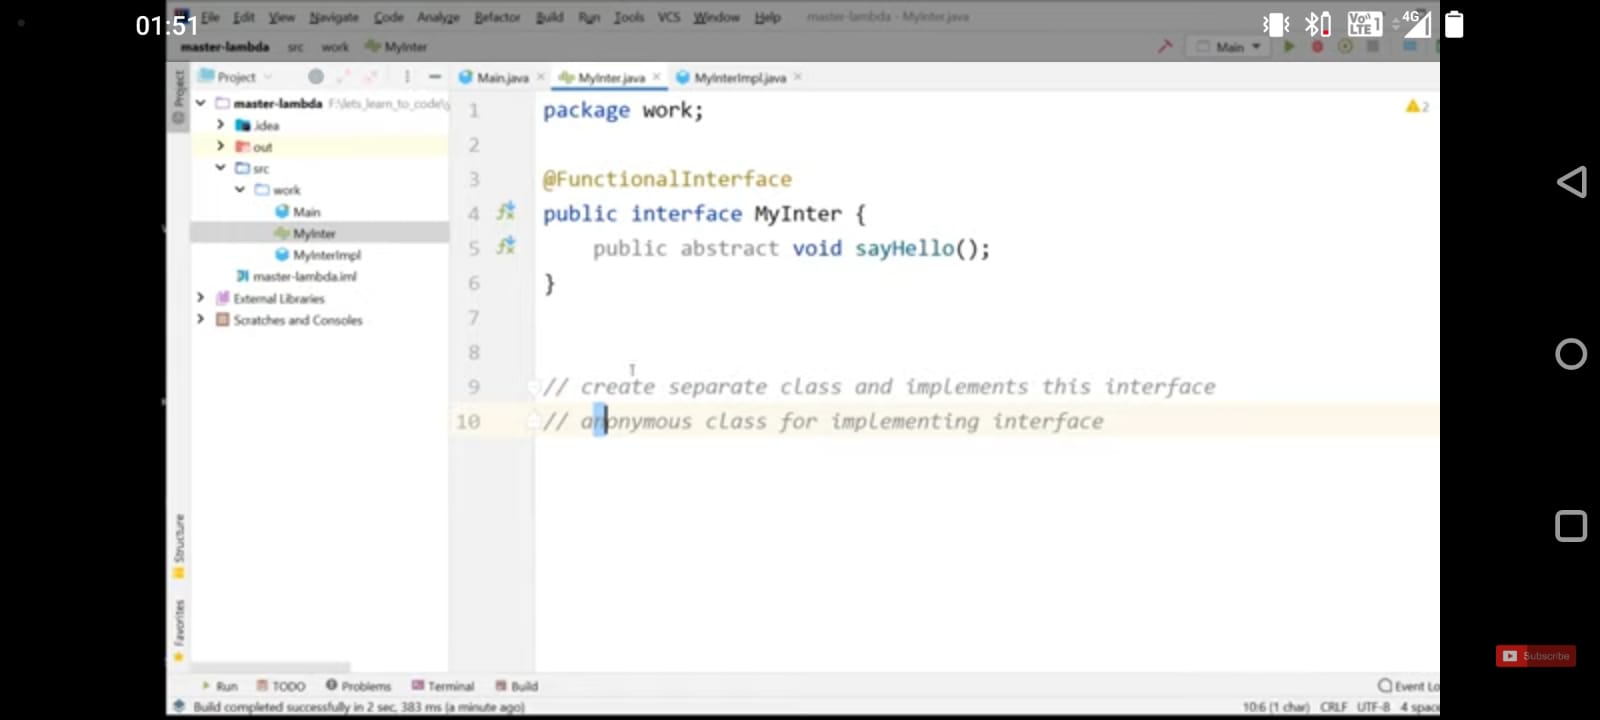 01:51
Vo)) LTE 1
4G
File Edit View Navigate Code Analyze Refactor Build Run Tools VCS Window Help master-lambda - MyInter.java
master-lambda src work MyInter
Main
Project
Main.java MyInter.java MyInterImpl.java
Project
master-lambda F:\lets_learn_to_code\
.idea
out
src
work
Main
MyInter
MyInterImpl
master-lambda.iml
External Libraries
Scratches and Consoles
Structure
Favorites
2
1 package work;
2
3 @FunctionalInterface
4 public interface MyInter {
5 public abstract void sayHello();
6 }
7
8
9 // create separate class and implements this interface
10 // anonymous class for implementing interface
Subscribe
Run TODO Problems Terminal Build
Event Lo
Build completed successfully in 2 sec, 383 ms (a minute ago)
10:6 (1 char) CRLF UTF-8 4 spac